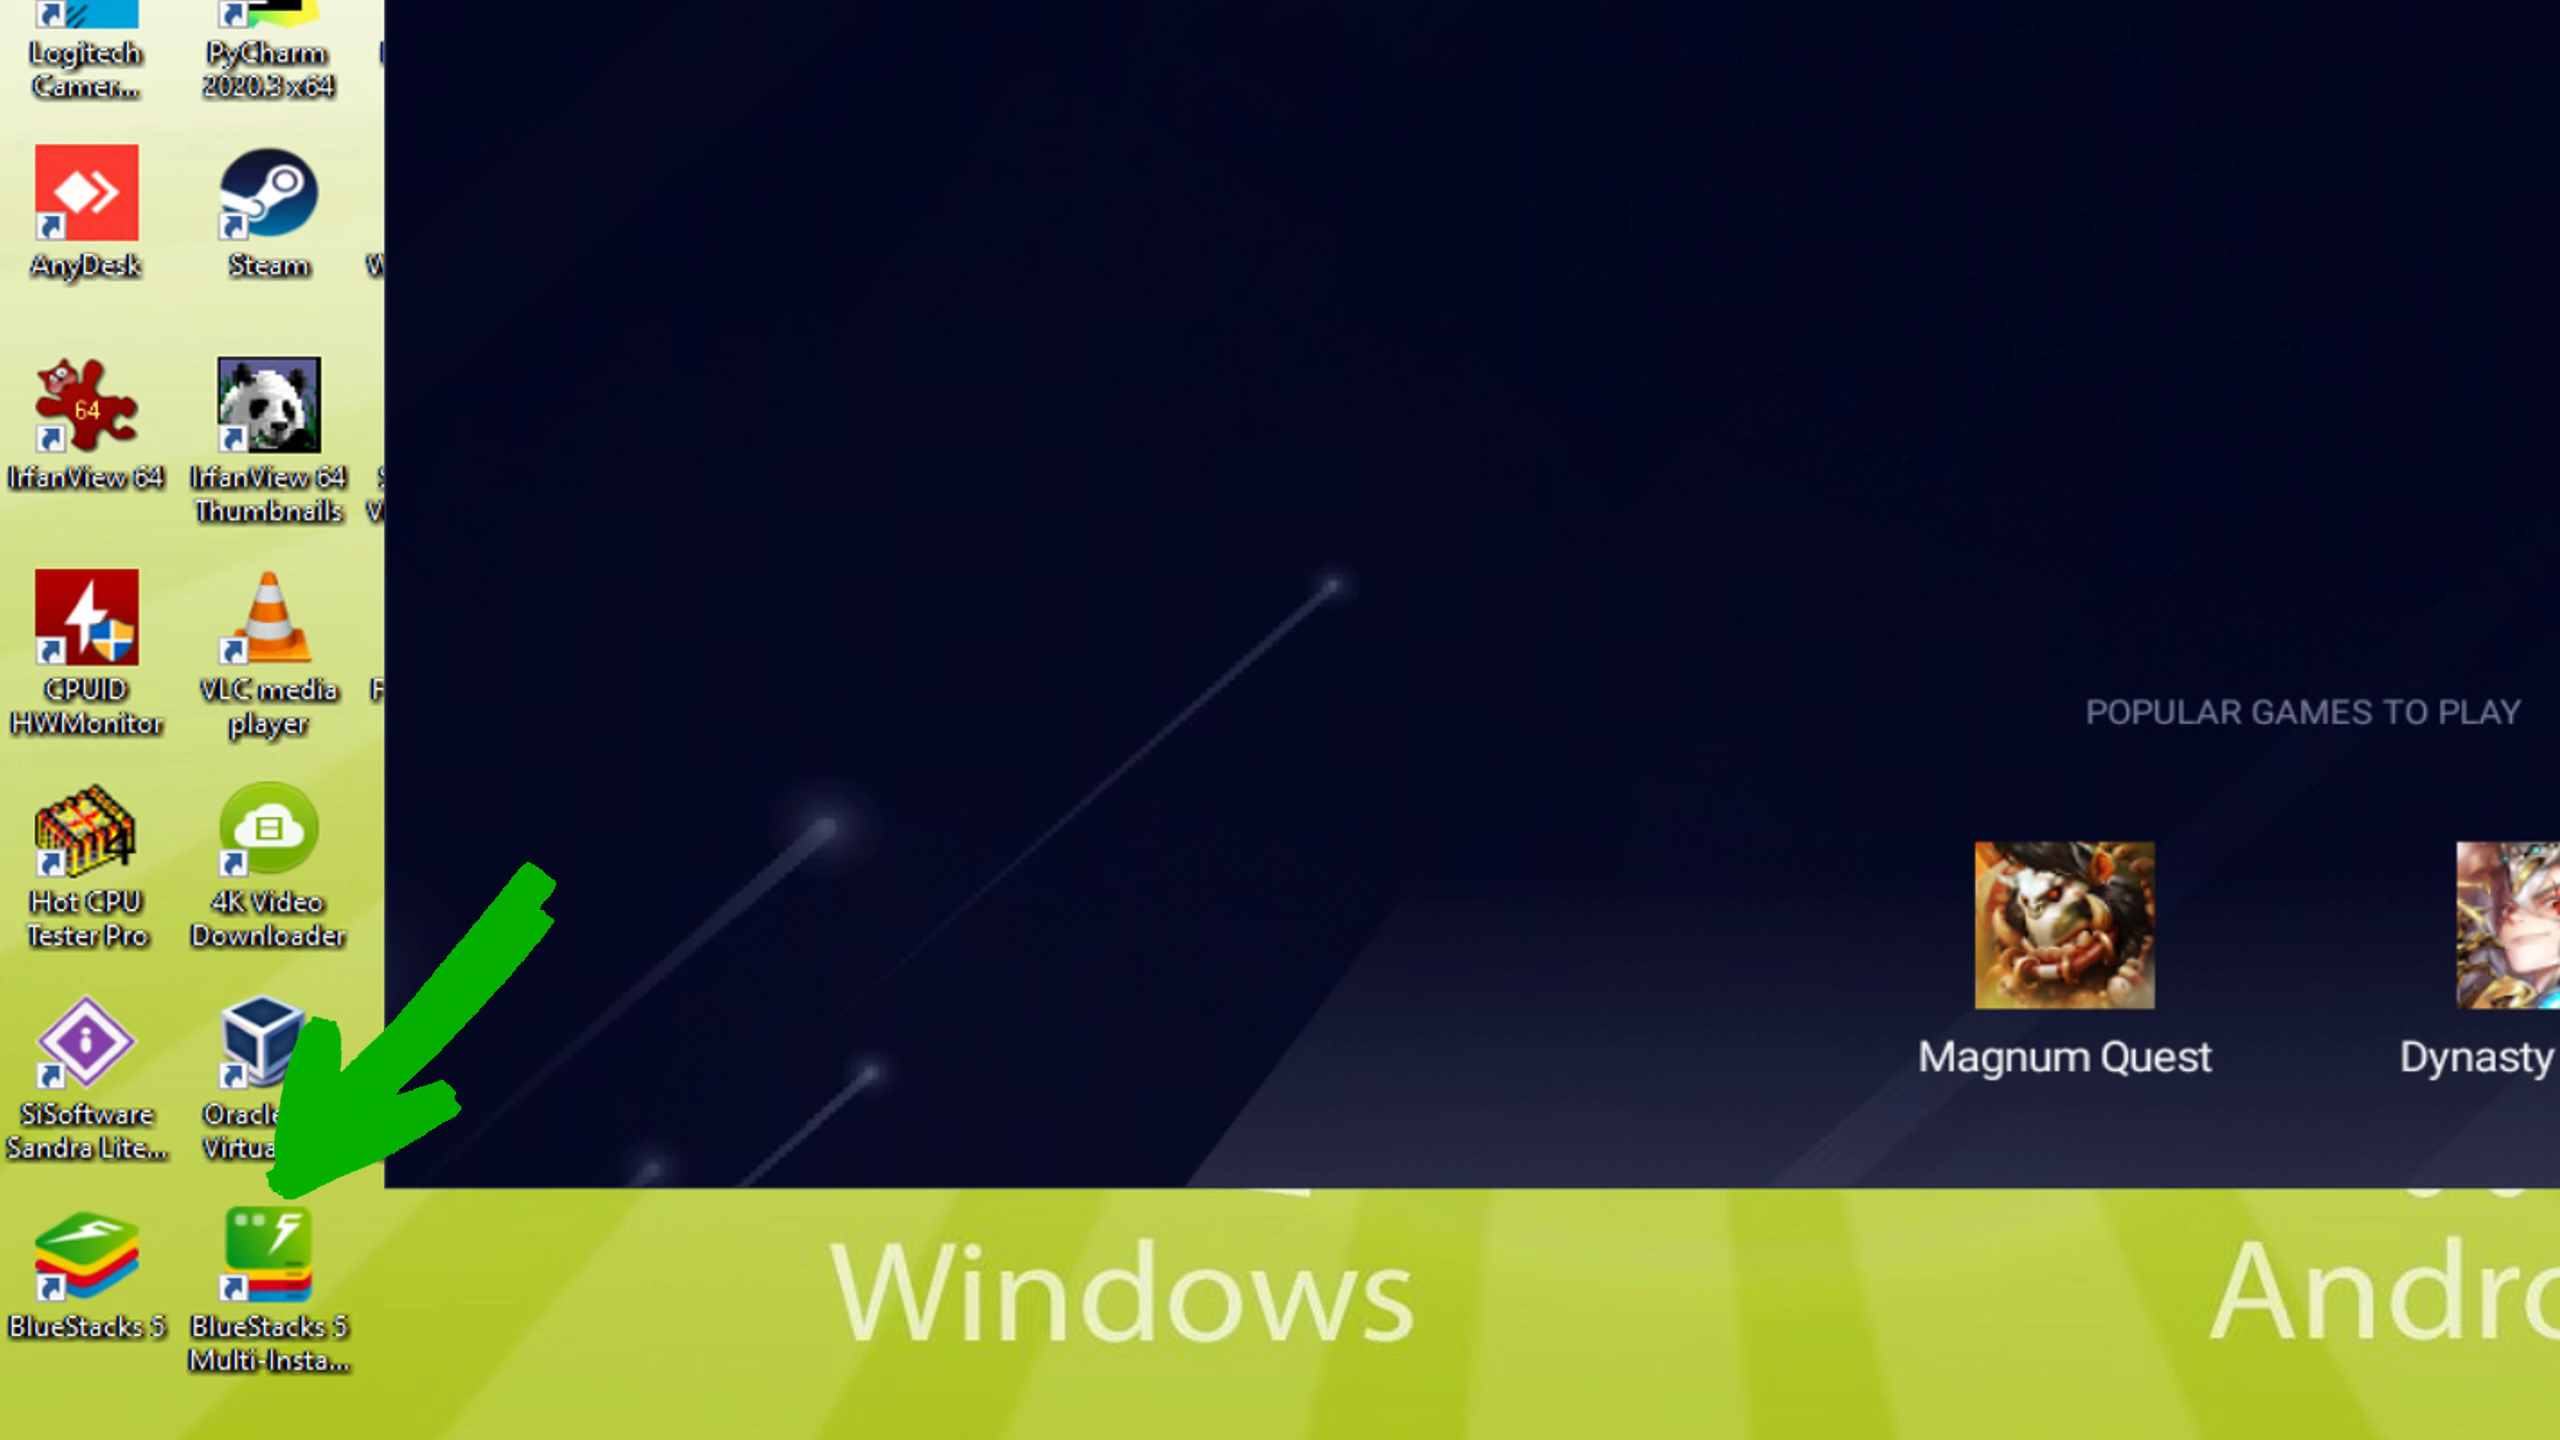 Logitech
Camer...
PyCharm
2020.3 x64
AnyDesk
Steam
64
IrfanView 64
IrfanView 64
Thumbnails
CPUID
HWMonitor
VLC media
player
POPULAR GAMES TO PLAY
4
Hot CPU
Tester Pro
4K Video
Downloader
Magnum Quest
Dynasty
SiSoftware
Sandra Lite...
Oracle
Virtua
BlueStacks 5
BlueStacks 5
Multi-Insta...
Windows
Andro